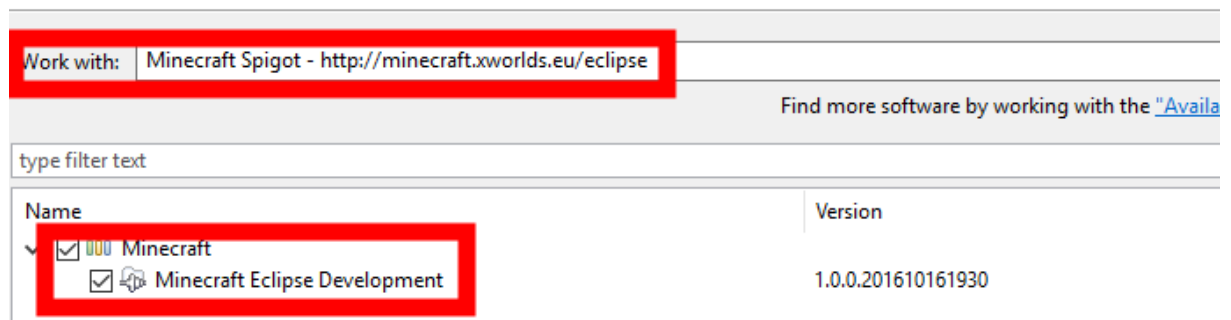 Work with: Minecraft Spigot - http://minecraft.xworlds.eu/eclipse
Find more software by working with the "Availa
type filter text
Name Version
Minecraft
Minecraft Eclipse Development 1.0.0.201610161930